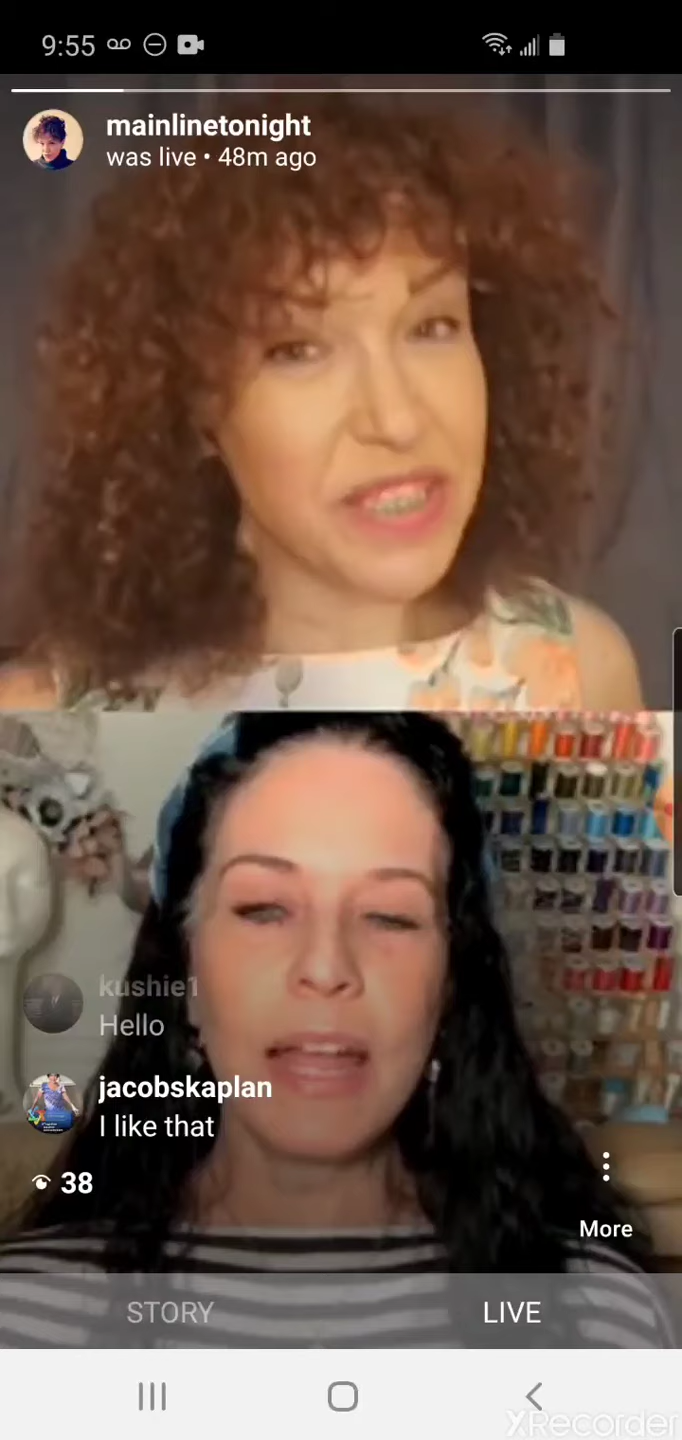 9:55
mainlinetonight
was live • 48m ago
kushie1
Hello
jacobskaplan
I like that
38
More
STORY
LIVE
XRecorder